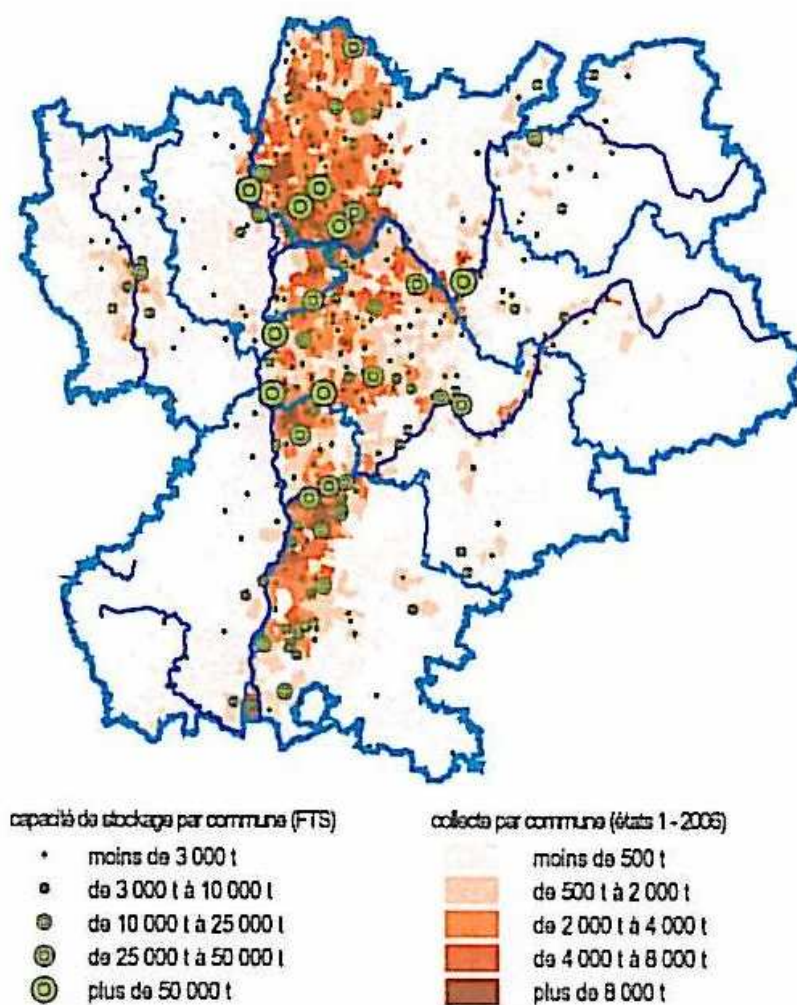 capacité de stockage par commune (FTS)
moins de 3 000 t
de 3 000 t à 10 000 t
de 10 000 t à 25 000 t
de 25 000 t à 50 000 t
plus de 50 000 t
collecte par commune (états 1 - 2006)
moins de 500 t
de 500 t à 2 000 t
de 2 000 t à 4 000 t
de 4 000 t à 8 000 t
plus de 8 000 t